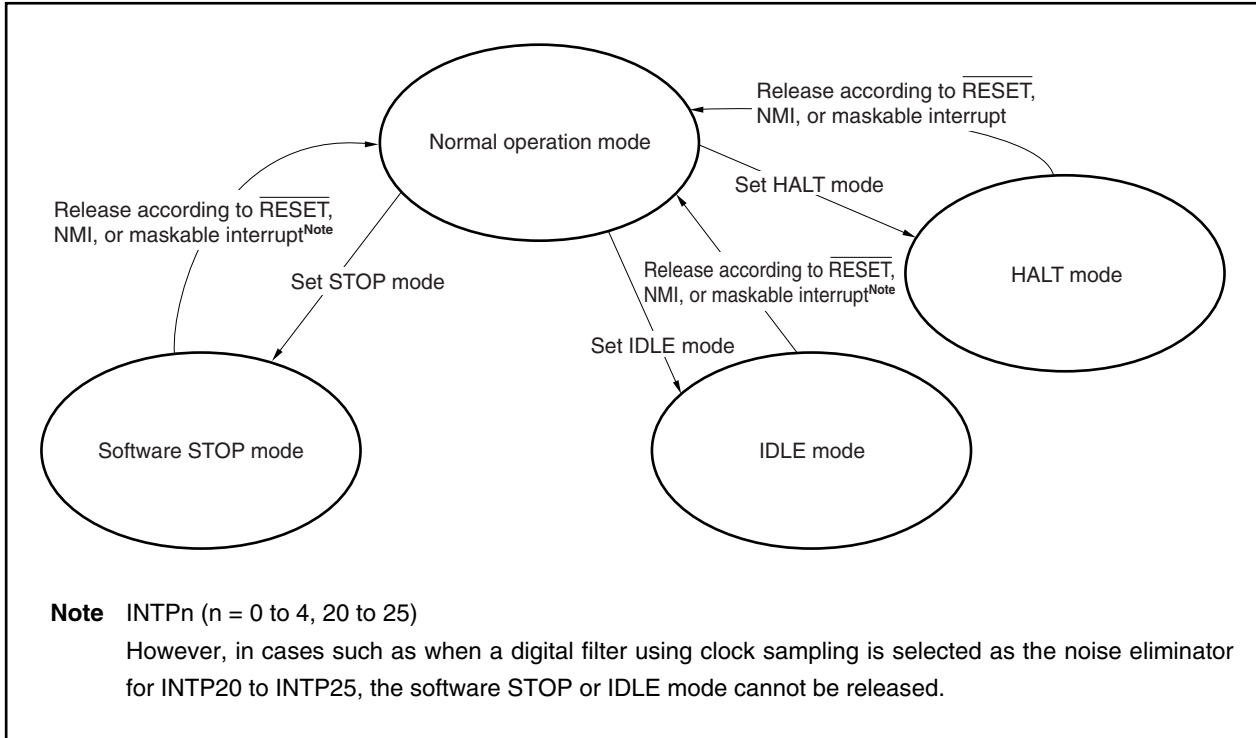 Normal operation mode
Release according to RESET,
NMI, or maskable interrupt
Set HALT mode
HALT mode
Release according to RESET,
NMI, or maskable interruptNote
Set STOP mode
Release according to RESET,
NMI, or maskable interruptNote
Set IDLE mode
Software STOP mode
IDLE mode
Note INTPn (n = 0 to 4, 20 to 25)
However, in cases such as when a digital filter using clock sampling is selected as the noise eliminator
for INTP20 to INTP25, the software STOP or IDLE mode cannot be released.